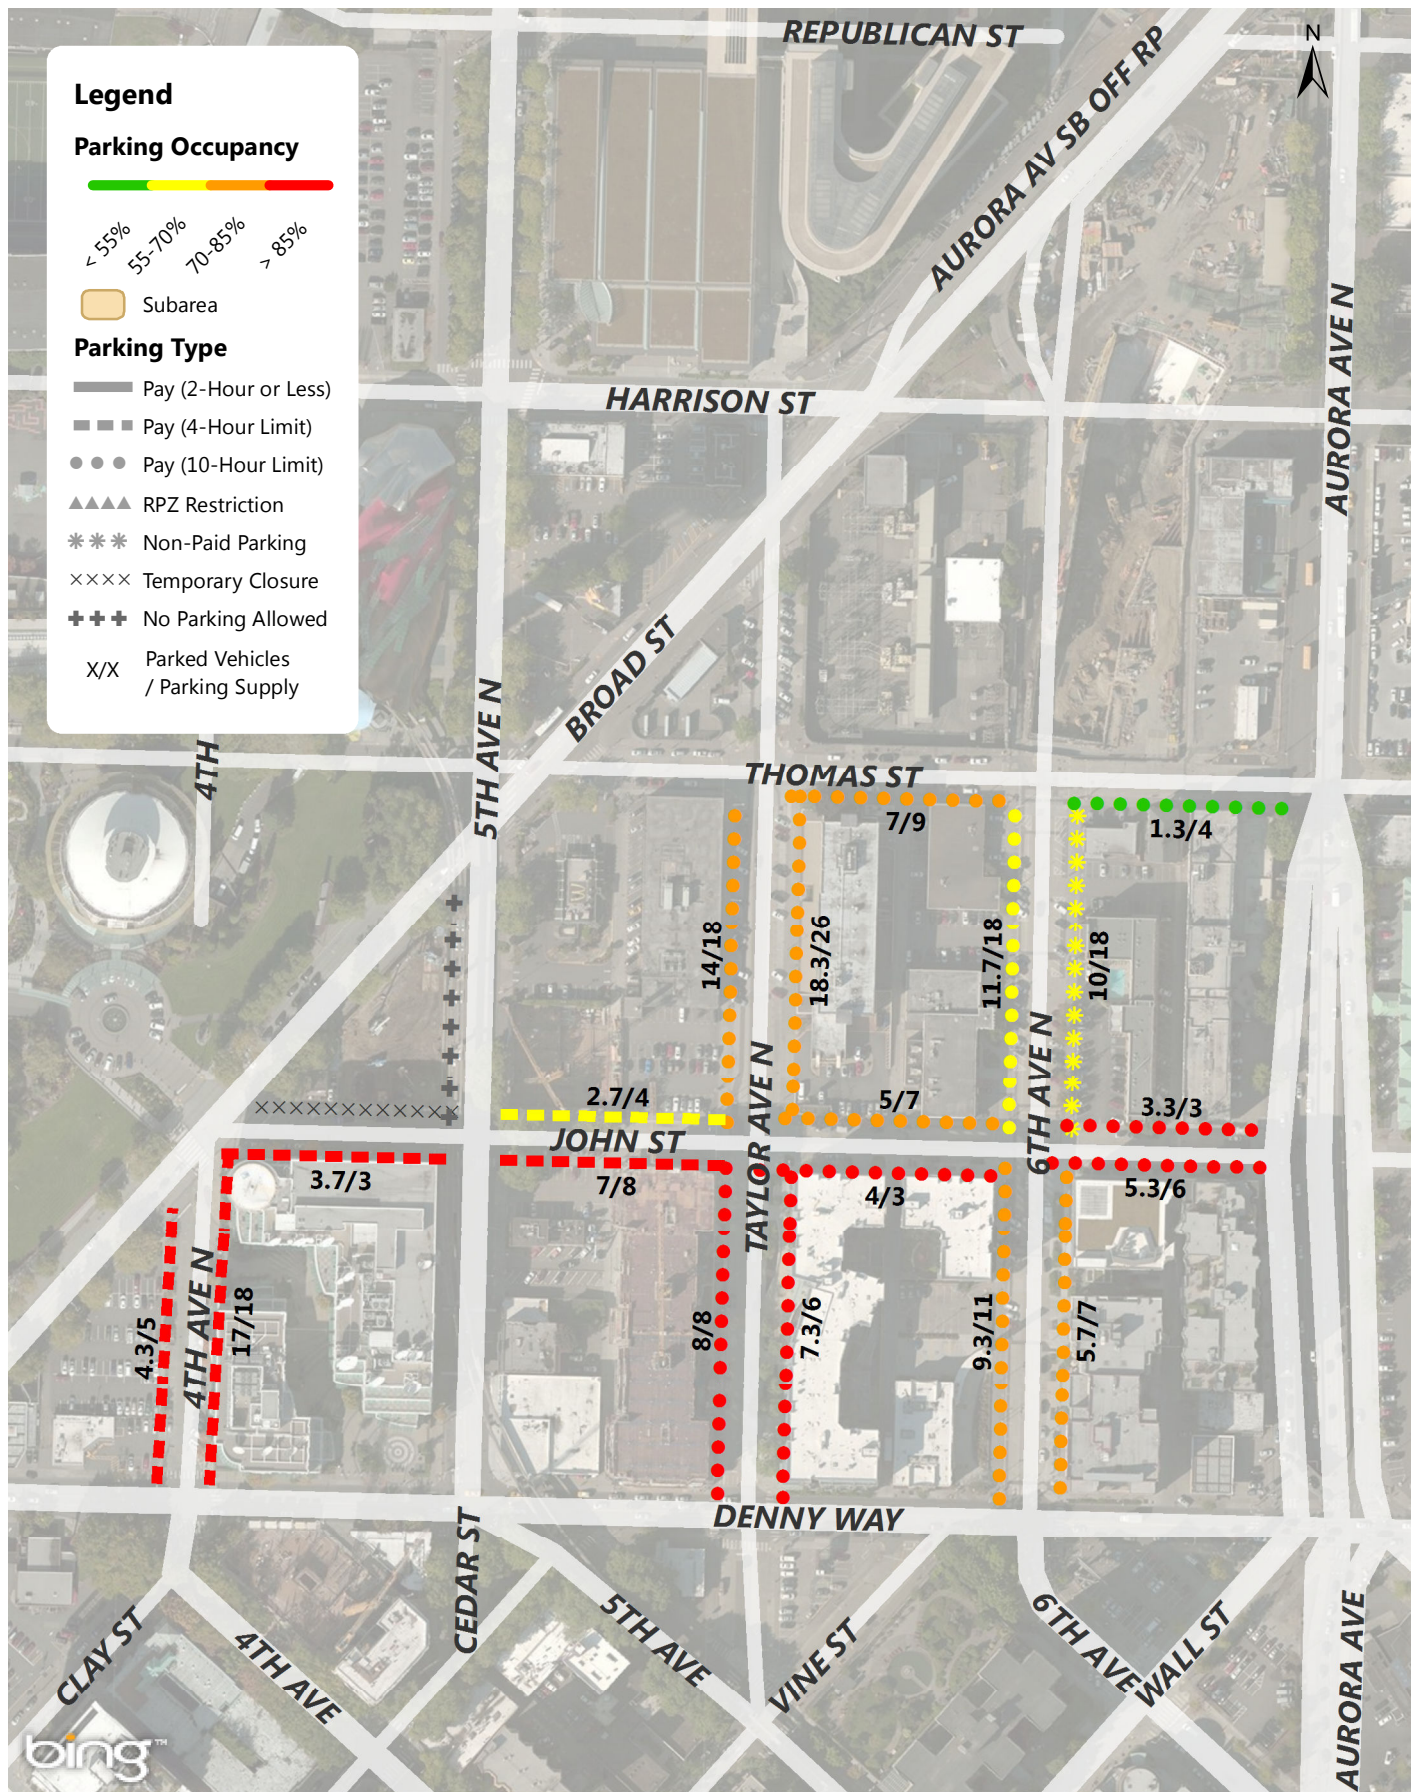 REPUBLICAN ST
N
AURORA AV SB OFF RP
Legend
Parking Occupancy
< 55%
55-70%
70-85%
> 85%
Subarea
Parking Type
Pay (2-Hour or Less)
Pay (4-Hour Limit)
Pay (10-Hour Limit)
RPZ Restriction
Non-Paid Parking
Temporary Closure
No Parking Allowed
X/X
Parked Vehicles
/ Parking Supply
AURORA AVE N
HARRISON ST
BROAD ST
5TH AVE N
4TH
THOMAS ST
7/9
1.3/4
14/18
18.3/26
11.7/18
10/18
2.7/4
5/7
3.3/3
JOHN ST
TAYLOR AVE N
6TH AVE N
3.7/3
7/8
4/3
5.3/6
4.3/5
4TH AVE N
17/18
8/8
7.3/6
9.3/11
5.7/7
DENNY WAY
CEDAR ST
CLAY ST
4TH AVE
5TH AVE
VINE ST
6TH AVE
WALL ST
AURORA AVE
bing™